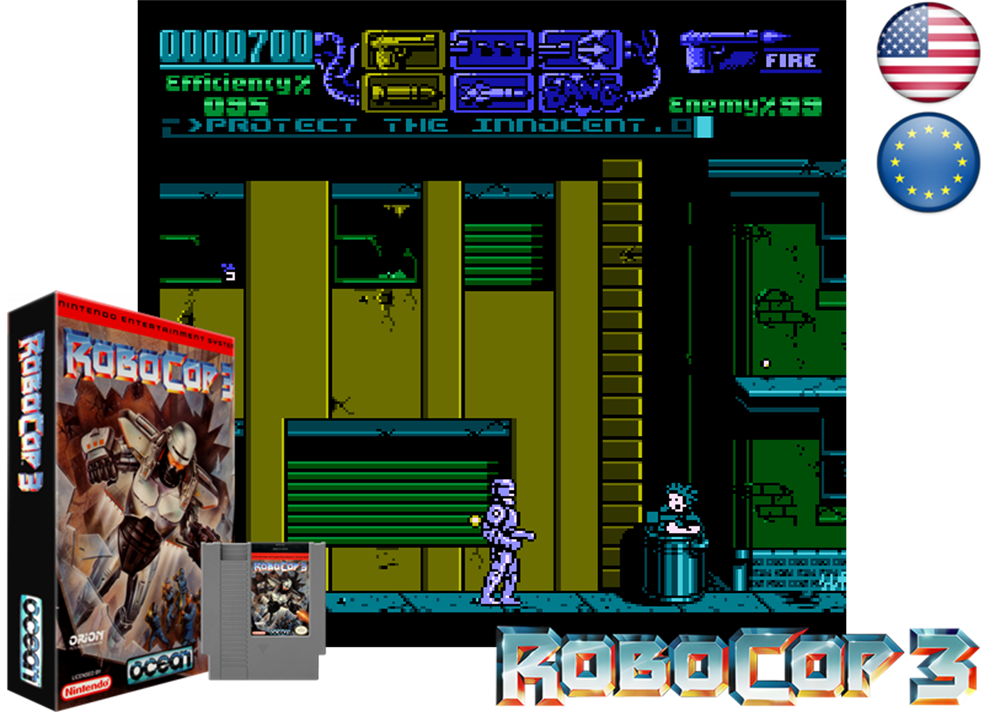 0000700
Efficiency%
095
BANG
FIRE
Enemy%99
>PROTECT THE INNOCENT.
NINTENDO ENTERTAINMENT SYSTEM
ROBOCOP 3
ROBOCOP 3
ORION
ocean
ocean
LICENSED BY
Nintendo
ROBOCOP 3
ROBOCOP 3